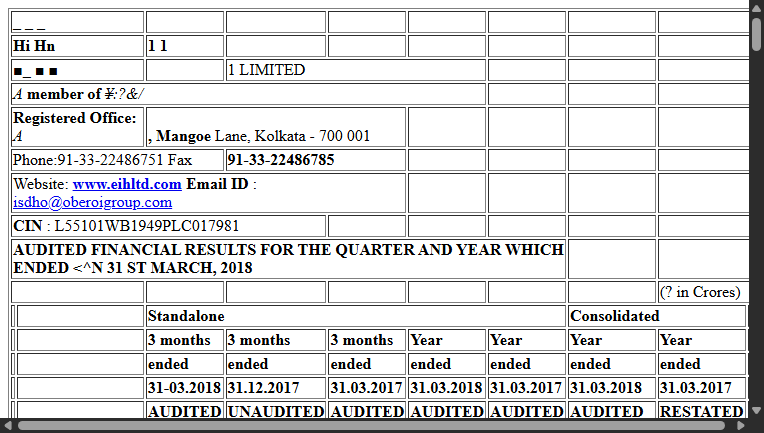 _ _ _
Hi Hn 1 1
■_ ■ ■ 1 LIMITED
A member of ¥:?&/
Registered Office:
A , Mangoe Lane, Kolkata - 700 001
Phone:91-33-22486751 Fax 91-33-22486785
Website: www.eihltd.com Email ID :
isdho@oberoigroup.com
CIN : L55101WB1949PLC017981
AUDITED FINANCIAL RESULTS FOR THE QUARTER AND YEAR WHICH
ENDED <^N 31 ST MARCH, 2018
(? in Crores)
Standalone Consolidated
3 months 3 months 3 months Year Year Year Year
ended ended ended ended ended ended ended
31-03.2018 31.12.2017 31.03.2017 31.03.2018 31.03.2017 31.03.2018 31.03.2017
AUDITED UNAUDITED AUDITED AUDITED AUDITED AUDITED RESTATED